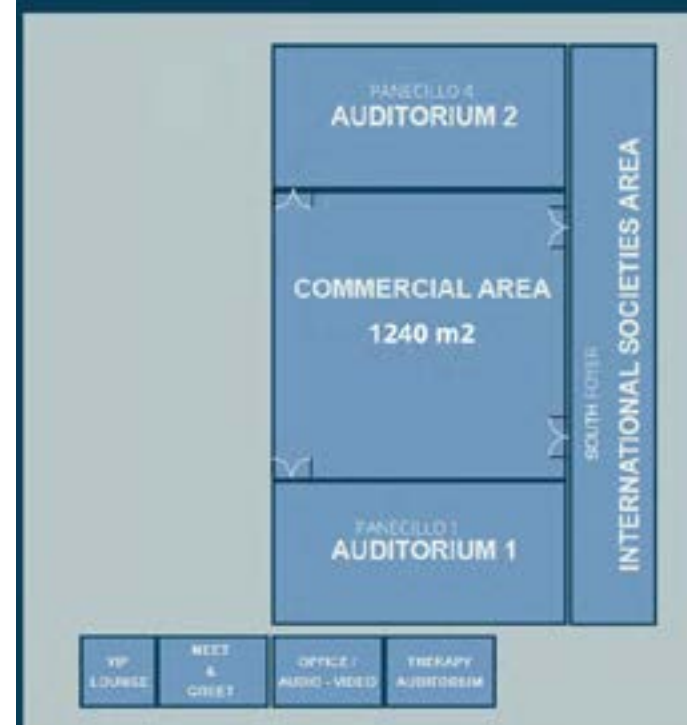 PANECILLO 4
AUDITORIUM 2
COMMERCIAL AREA
1240 m2
SOUTH FOYER
INTERNATIONAL SOCIETIES AREA
PANECILLO 1
AUDITORIUM 1
VIP
LOUNGE
MEET
&
GREET
OFFICE /
AUDIO - VIDEO
THERAPY
AUDITORIUM